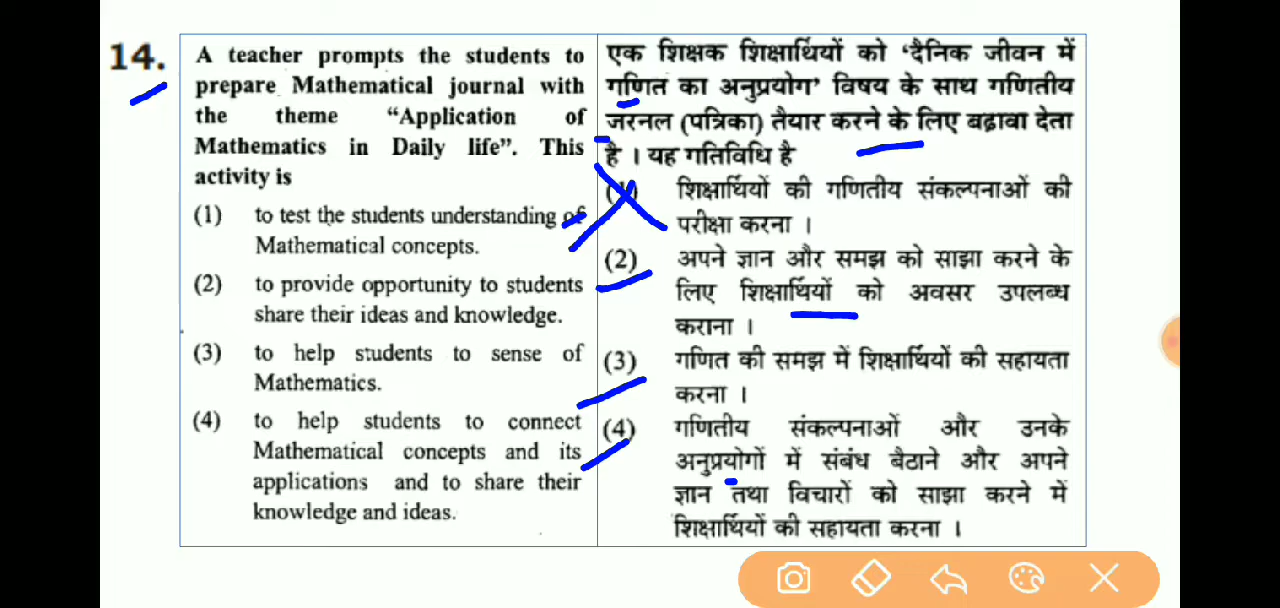 14.
A teacher prompts the students to
prepare Mathematical journal with
the theme “Application of
Mathematics in Daily life”. This
activity is
(1) to test the students understanding of
Mathematical concepts.
(2) to provide opportunity to students
share their ideas and knowledge.
(3) to help students to sense of
Mathematics.
(4) to help students to connect
Mathematical concepts and its
applications and to share their
knowledge and ideas.
एक शिक्षक शिक्षार्थियों को ‘दैनिक जीवन में
गणित का अनुप्रयोग’ विषय के साथ गणितीय
जरनल (पत्रिका) तैयार करने के लिए बढ़ावा देता
है । यह गतिविधि है
(1) शिक्षार्थियों की गणितीय संकल्पनाओं की
परीक्षा करना ।
(2) अपने ज्ञान और समझ को साझा करने के
लिए शिक्षार्थियों को अवसर उपलब्ध
कराना ।
(3) गणित की समझ में शिक्षार्थियों की सहायता
करना ।
(4) गणितीय संकल्पनाओं और उनके
अनुप्रयोगों में संबंध बैठाने और अपने
ज्ञान तथा विचारों को साझा करने में
शिक्षार्थियों की सहायता करना ।